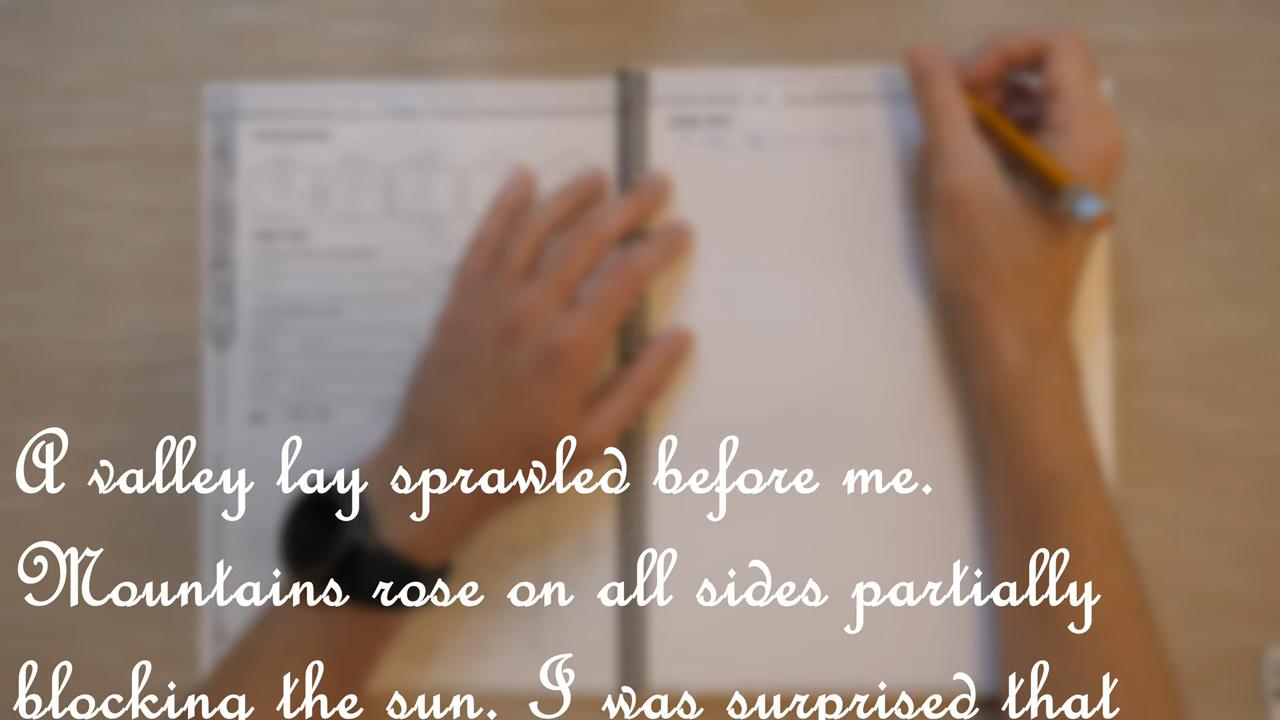 A valley lay sprawled before me.
Mountains rose on all sides partially
blocking the sun. I was surprised that